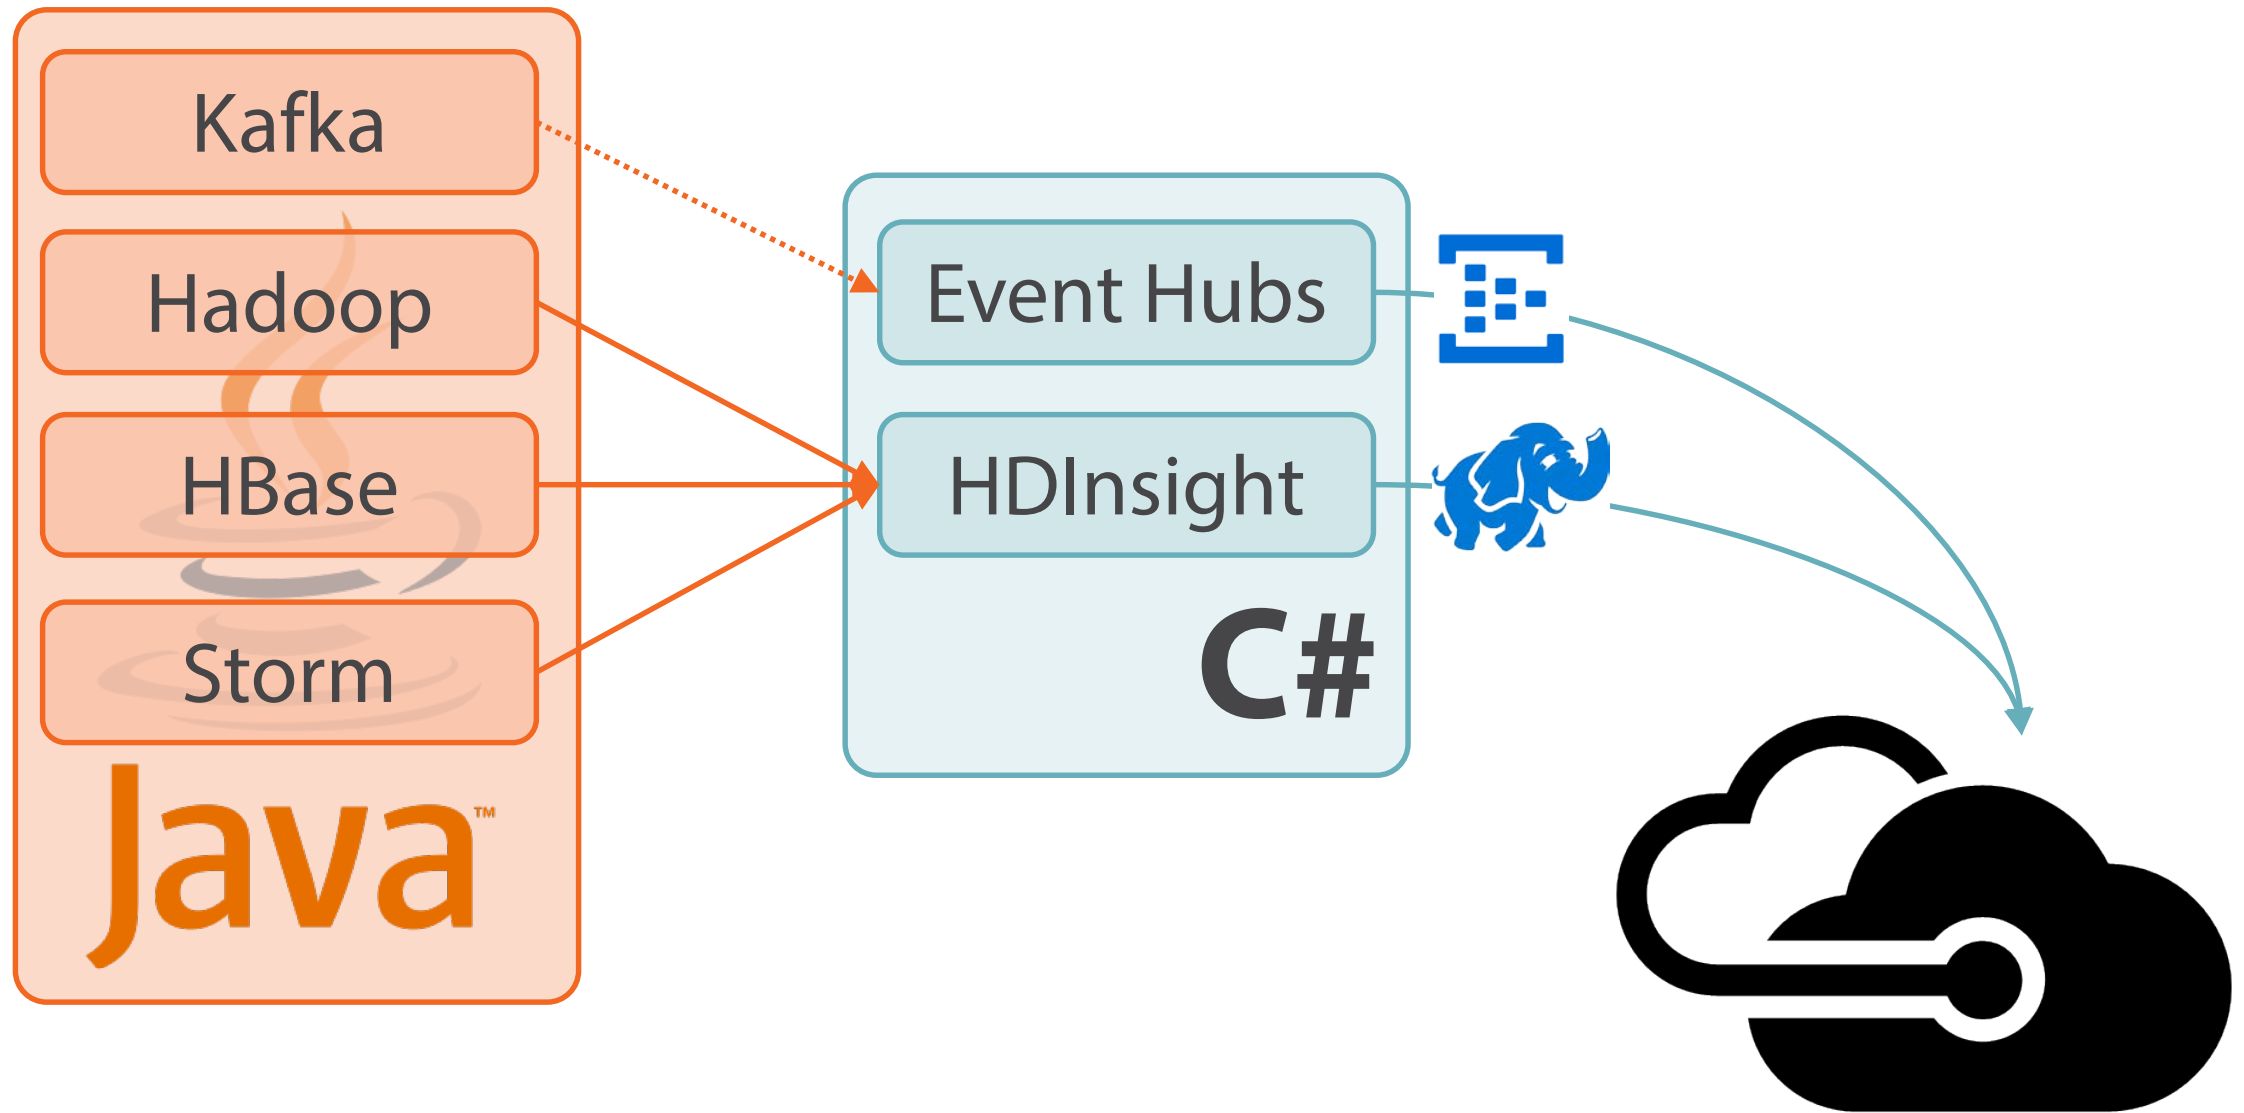 Kafka
Hadoop
HBase
Storm
Java™
Event Hubs
HDInsight
C#